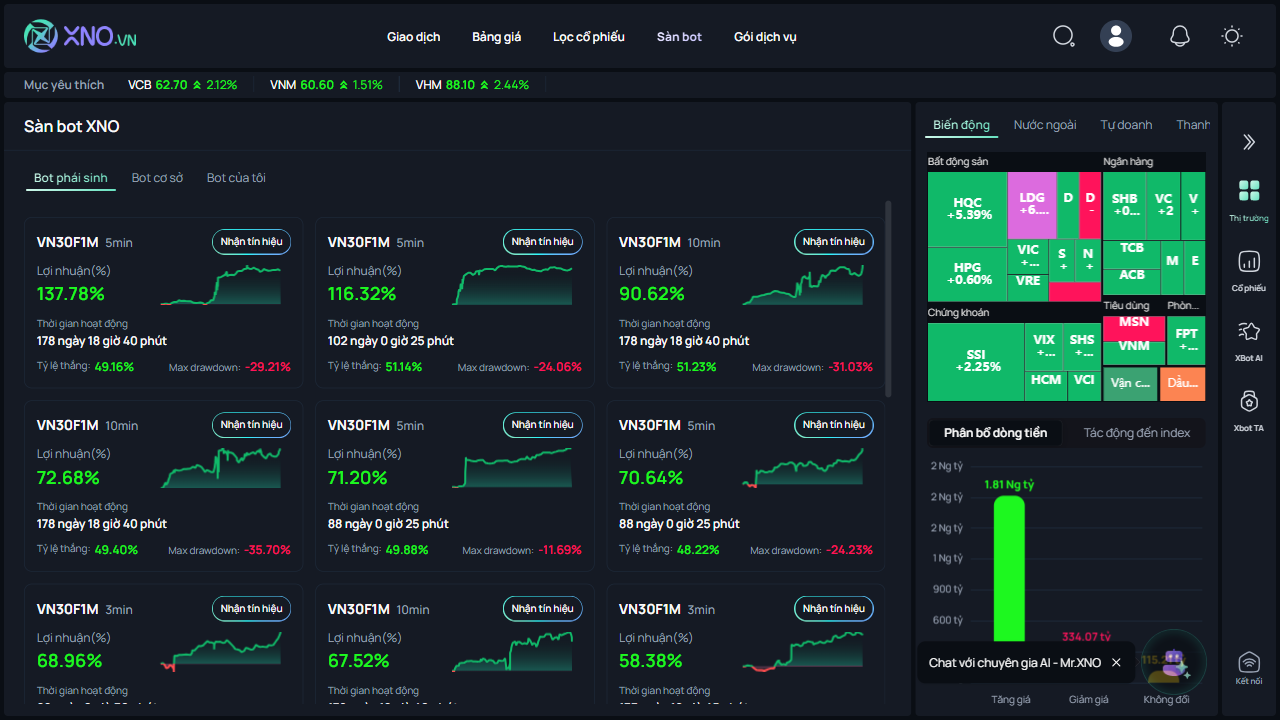 XNO.VN
Giao dịch
Bảng giá
Lọc cổ phiếu
Sàn bot
Gói dịch vụ
Mục yêu thích
VCB 62.70 2.12%
VNM 60.60 1.51%
VHM 88.10 2.44%
Sàn bot XNO
Bot phái sinh
Bot cơ sở
Bot của tôi
VN30F1M 5min
Nhận tín hiệu
Lợi nhuận(%)
137.78%
Thời gian hoạt động
178 ngày 18 giờ 40 phút
Tỷ lệ thắng: 49.16%
Max drawdown: -29.21%
VN30F1M 5min
Nhận tín hiệu
Lợi nhuận(%)
116.32%
Thời gian hoạt động
102 ngày 0 giờ 25 phút
Tỷ lệ thắng: 51.14%
Max drawdown: -24.06%
VN30F1M 10min
Nhận tín hiệu
Lợi nhuận(%)
90.62%
Thời gian hoạt động
178 ngày 18 giờ 40 phút
Tỷ lệ thắng: 51.23%
Max drawdown: -31.03%
VN30F1M 10min
Nhận tín hiệu
Lợi nhuận(%)
72.68%
Thời gian hoạt động
178 ngày 18 giờ 40 phút
Tỷ lệ thắng: 49.40%
Max drawdown: -35.70%
VN30F1M 5min
Nhận tín hiệu
Lợi nhuận(%)
71.20%
Thời gian hoạt động
88 ngày 0 giờ 25 phút
Tỷ lệ thắng: 49.88%
Max drawdown: -11.69%
VN30F1M 5min
Nhận tín hiệu
Lợi nhuận(%)
70.64%
Thời gian hoạt động
88 ngày 0 giờ 25 phút
Tỷ lệ thắng: 48.22%
Max drawdown: -24.23%
VN30F1M 3min
Nhận tín hiệu
Lợi nhuận(%)
68.96%
Thời gian hoạt động
VN30F1M 10min
Nhận tín hiệu
Lợi nhuận(%)
67.52%
Thời gian hoạt động
VN30F1M 3min
Nhận tín hiệu
Lợi nhuận(%)
58.38%
Thời gian hoạt động
Biến động
Nước ngoài
Tự doanh
Thanh
Bất động sản
HQC
+5.39%
LDG
+6....
D
D
-
HPG
+0.60%
VIC
+...
VRE
S
+
N
+
Ngân hàng
SHB
+0...
VC
+2
V
+
TCB
ACB
M
E
Chứng khoán
SSI
+2.25%
VIX
+...
SHS
+...
HCM
VCI
Tiêu dùng
MSN
VNM
Phòn...
FPT
+...
Vận c...
Dầu...
Phân bổ dòng tiền
Tác động đến index
2 Ng tỷ
2 Ng tỷ
2 Ng tỷ
1 Ng tỷ
900 tỷ
600 tỷ
1.81 Ng tỷ
334.07 tỷ
Tăng giá
Giảm giá
Không đổi
Chat với chuyên gia AI - Mr.XNO
Thị trường
Cổ phiếu
XBot AI
Xbot TA
Kết nối